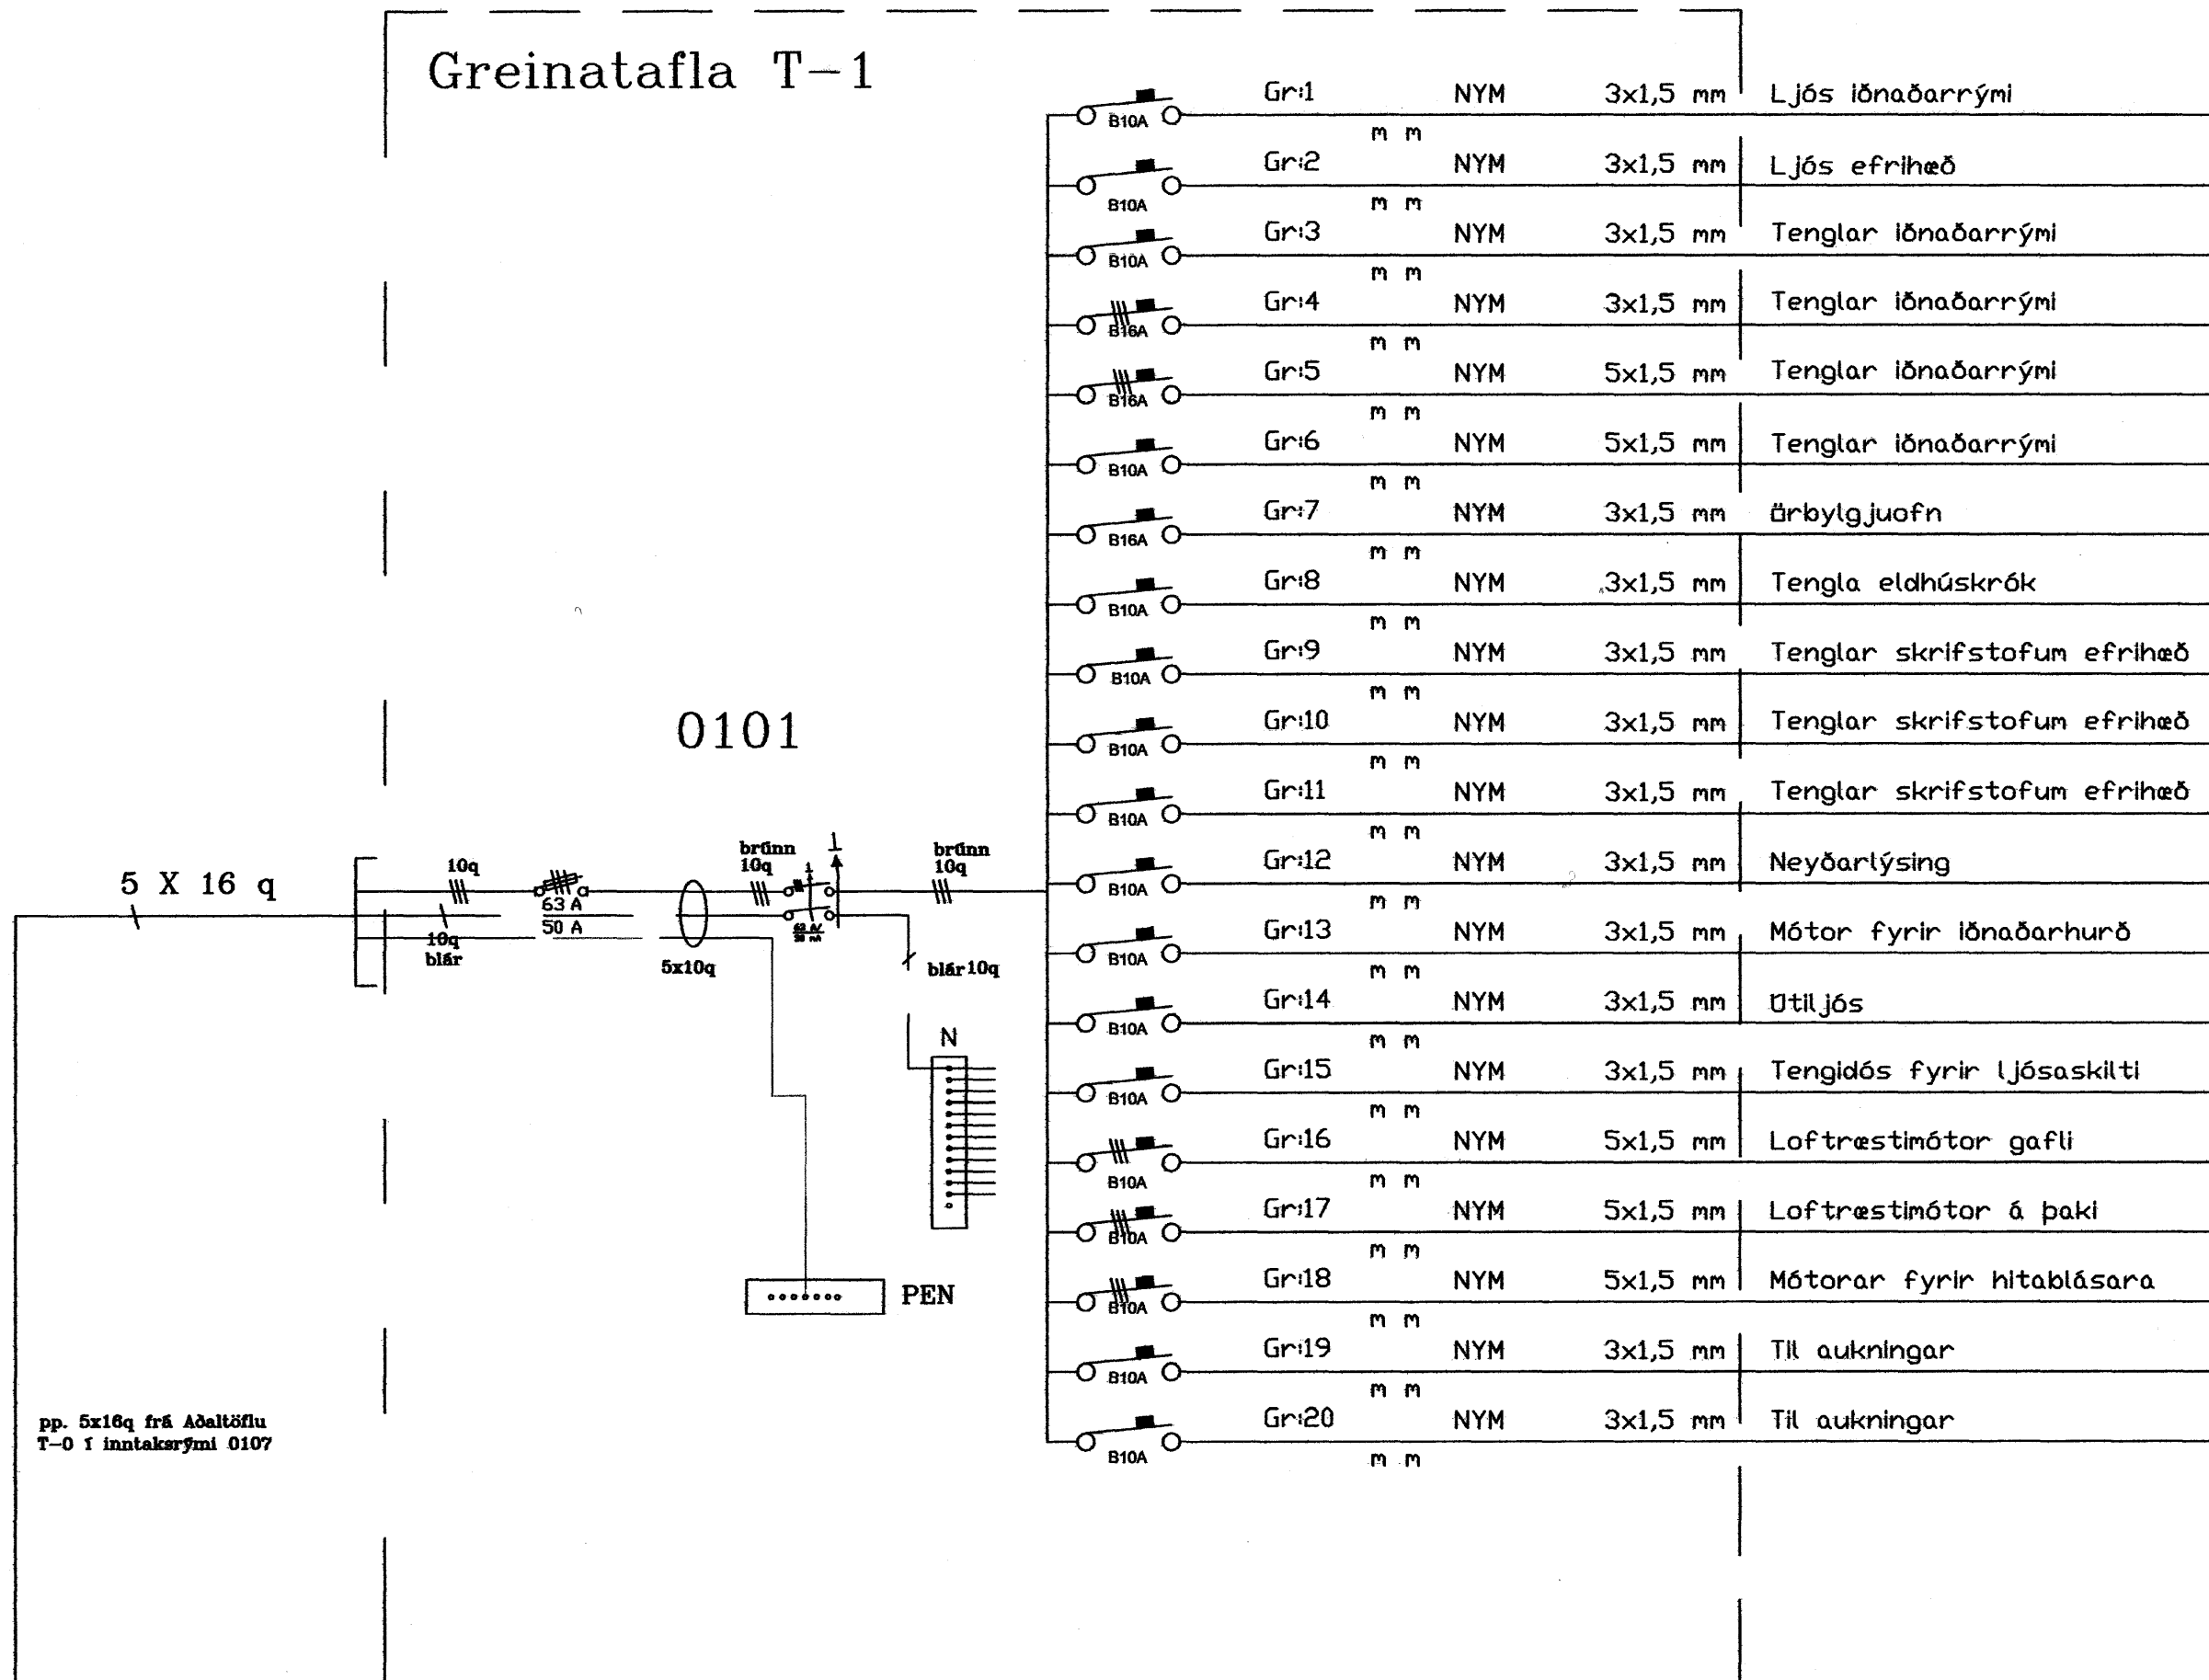 Greinatafla T-1
Gr:1 NYM 3x1,5 mm Ljós iðnaðarrými
B10A
m m
Gr:2 NYM 3x1,5 mm Ljós efrihæð
B10A
m m
Gr:3 NYM 3x1,5 mm Tenglar iðnaðarrými
B10A
m m
Gr:4 NYM 3x1,5 mm Tenglar iðnaðarrými
B16A
m m
Gr:5 NYM 5x1,5 mm Tenglar iðnaðarrými
B16A
m m
Gr:6 NYM 5x1,5 mm Tenglar iðnaðarrými
B10A
m m
Gr:7 NYM 3x1,5 mm örbylgjuofn
B16A
m m
Gr:8 NYM 3x1,5 mm Tengla eldhúskrók
B10A
m m
Gr:9 NYM 3x1,5 mm Tenglar skrifstofum efrihæð
B10A
m m
Gr:10 NYM 3x1,5 mm Tenglar skrifstofum efrihæð
B10A
m m
Gr:11 NYM 3x1,5 mm Tenglar skrifstofum efrihæð
B10A
m m
Gr:12 NYM 3x1,5 mm Neyðarlýsing
B10A
m m
Gr:13 NYM 3x1,5 mm Mótor fyrir iðnaðarhurð
B10A
m m
Gr:14 NYM 3x1,5 mm Útiljós
B10A
m m
Gr:15 NYM 3x1,5 mm Tengidós fyrir ljósaskilti
B10A
m m
Gr:16 NYM 5x1,5 mm Loftræstimótor gafli
B10A
m m
Gr:17 NYM 5x1,5 mm Loftræstimótor á þaki
B10A
m m
Gr:18 NYM 5x1,5 mm Mótorar fyrir hitablásara
B10A
m m
Gr:19 NYM 3x1,5 mm Til aukningar
B10A
m m
Gr:20 NYM 3x1,5 mm Til aukningar
B10A
m m
0101
5 X 16 q
10q
63 A
50 A
10q
blár
5x10q
brúnn
10q
brúnn
10q
blár 10q
N
PEN
pp. 5x16q frá Aðaltöflu
T-0 í inntaksrými 0107